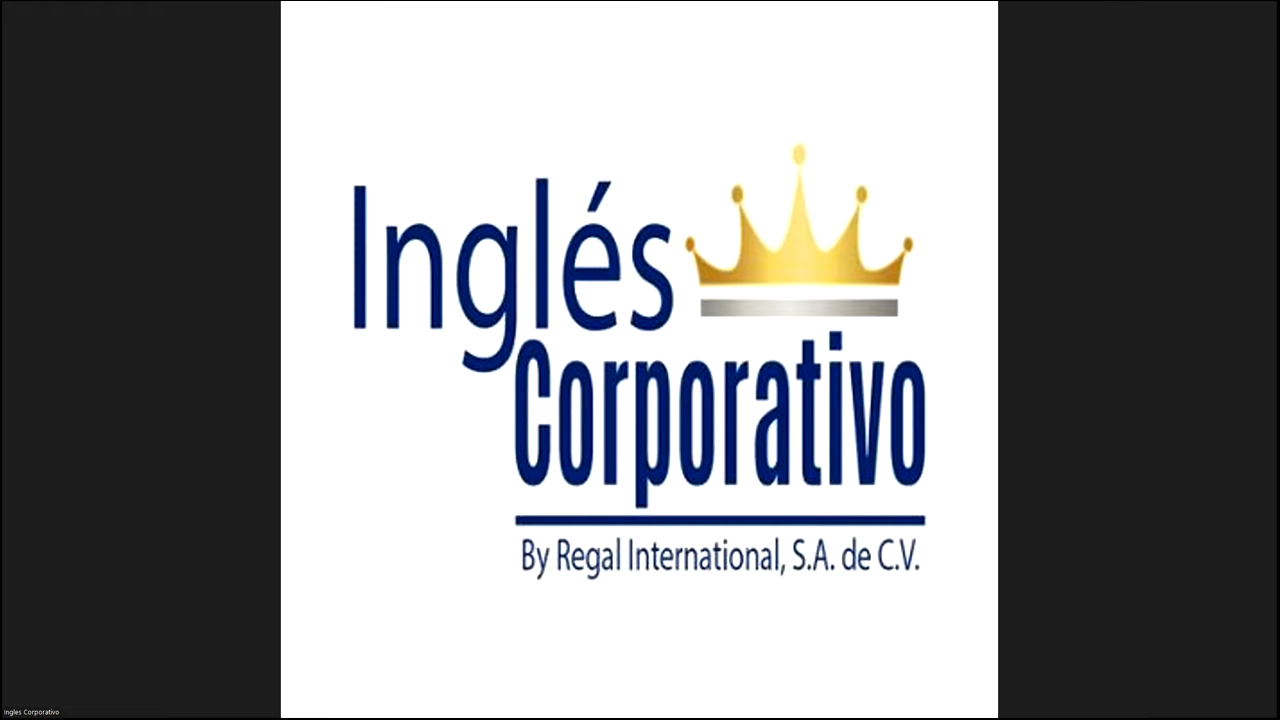 Inglés
Corporativo
By Regal International, S.A. de C.V.
Ingles Corporativo